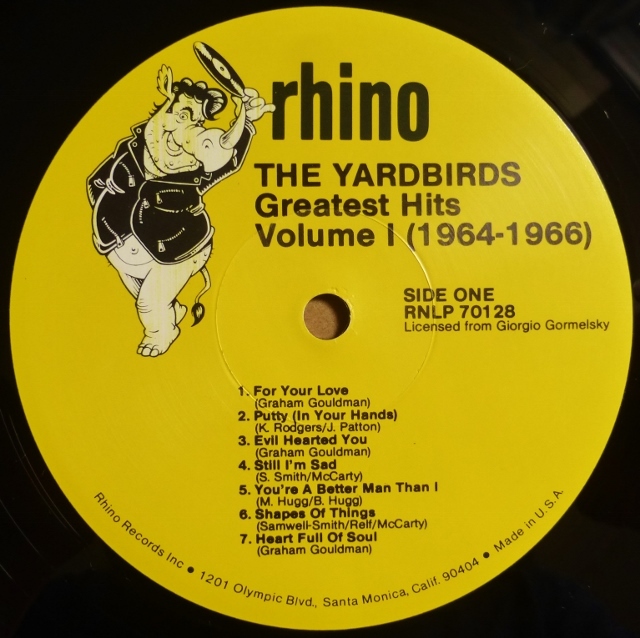 rhino
THE YARDBIRDS
Greatest Hits
Volume I (1964-1966)
SIDE ONE
RNLP 70128
Licensed from Giorgio Gormelsky
1. For Your Love
(Graham Gouldman)
2. Putty (In Your Hands)
(K. Rodgers/J. Patton)
3. Evil Hearted You
(Graham Gouldman)
4. Still I'm Sad
(S. Smith/McCarty)
5. You're A Better Man Than I
(M. Hugg/B. Hugg)
6. Shapes Of Things
(Samwell-Smith/Relf/McCarty)
7. Heart Full Of Soul
(Graham Gouldman)
Rhino Records Inc • 1201 Olympic Blvd., Santa Monica, Calif. 90404 • Made in U.S.A.